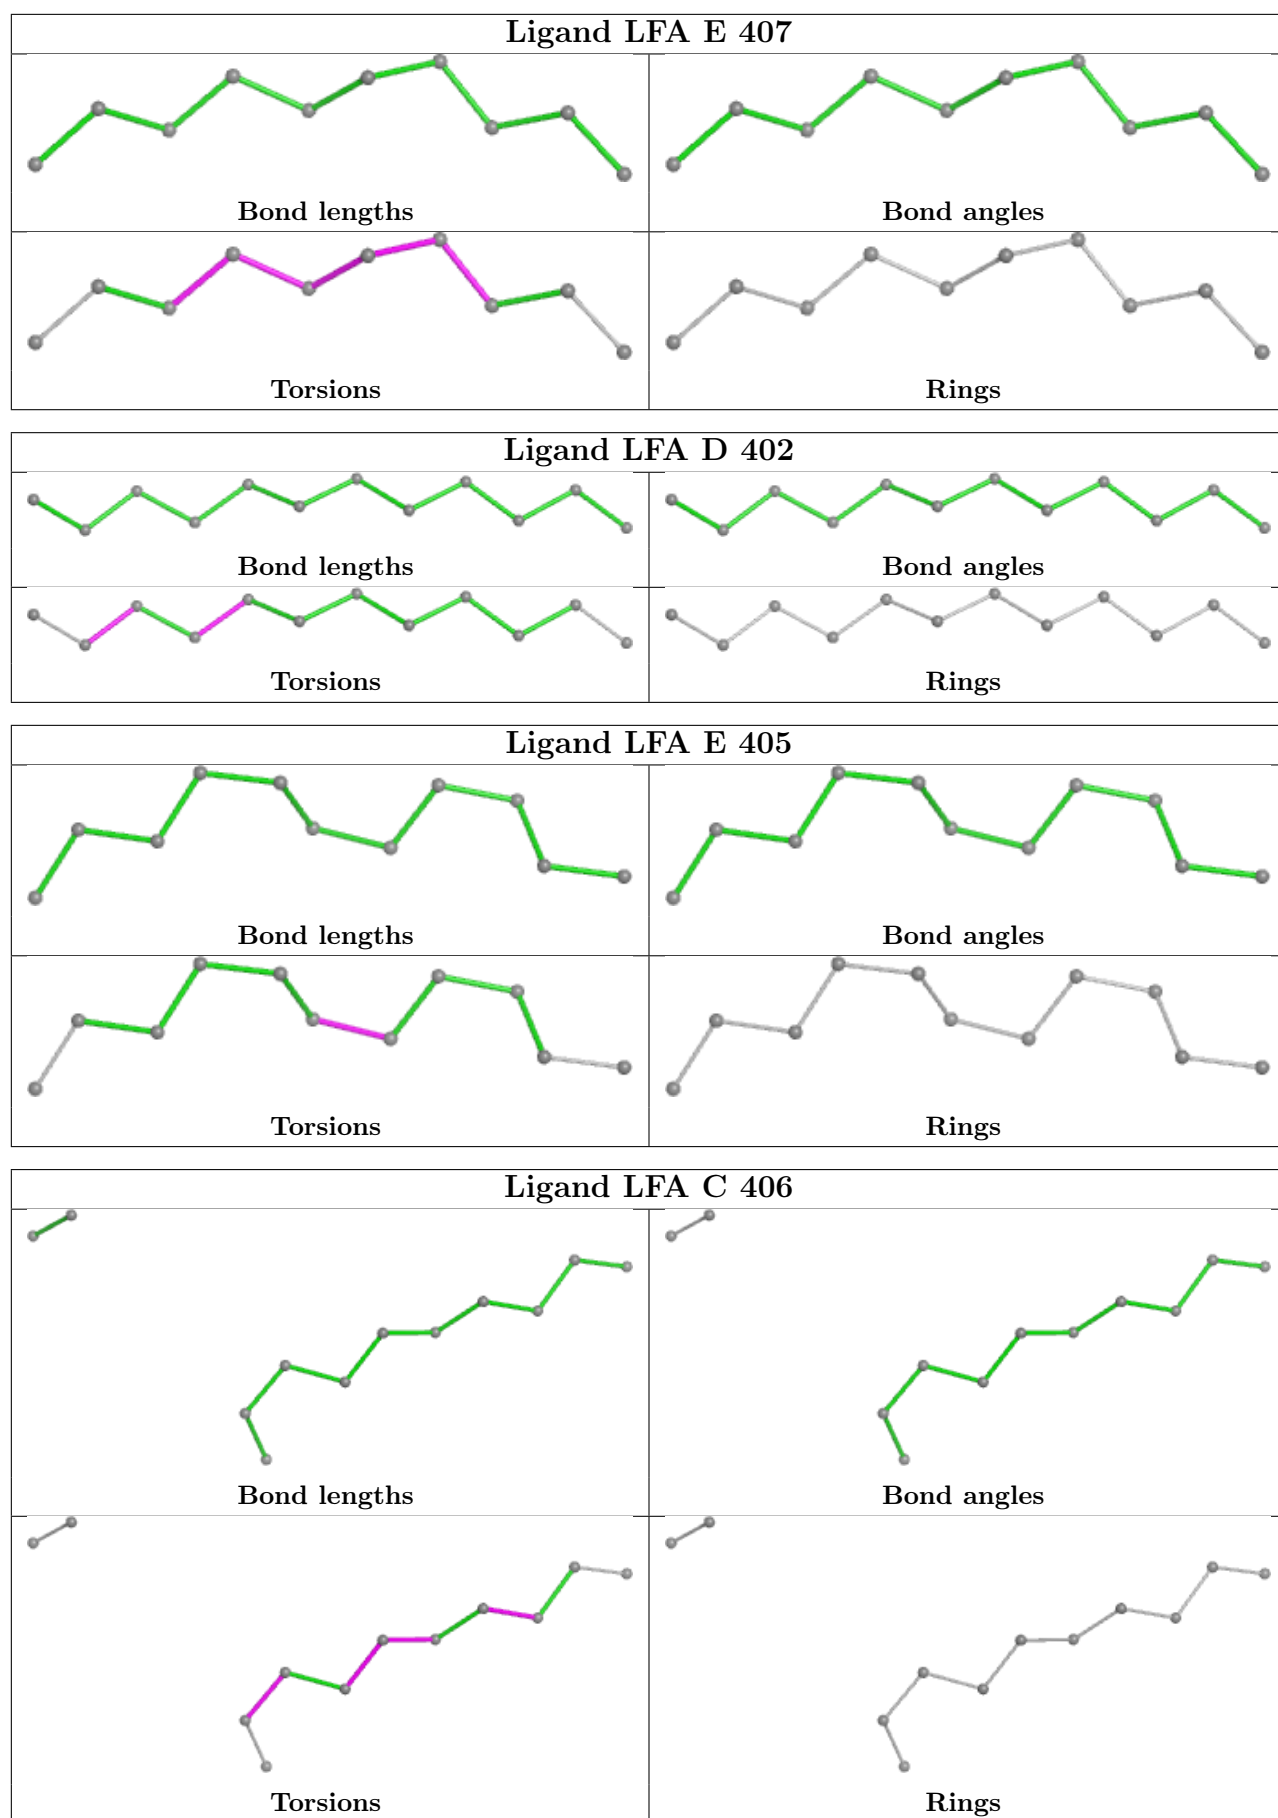 Ligand LFA E 407
Bond lengths
Bond angles
Torsions
Rings
Ligand LFA D 402
Bond lengths
Bond angles
Torsions
Rings
Ligand LFA E 405
Bond lengths
Bond angles
Torsions
Rings
Ligand LFA C 406
Bond lengths
Bond angles
Torsions
Rings